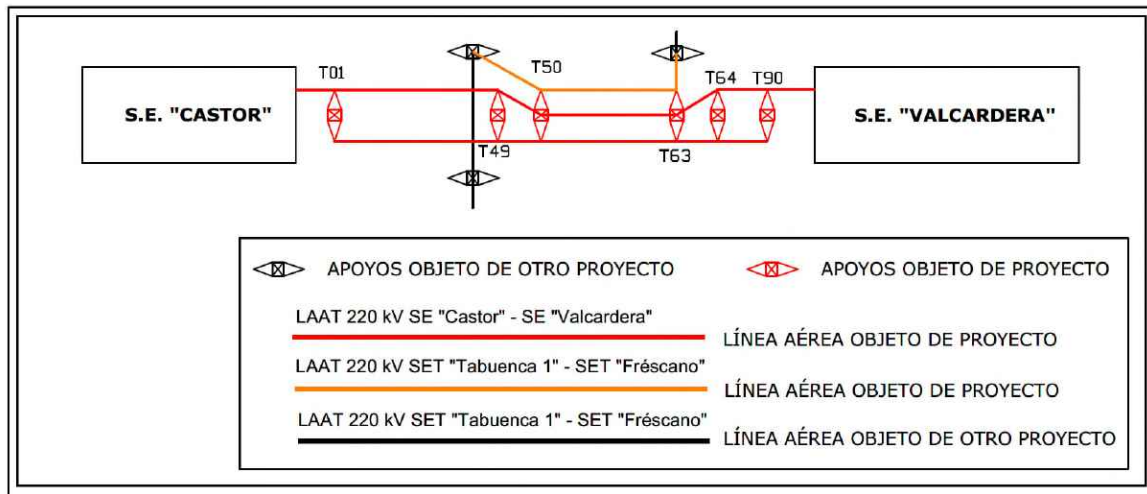 T01
T50
T64
T90
S.E. "CASTOR"
S.E. "VALCARDERA"
T49
T63
APOYOS OBJETO DE OTRO PROYECTO
APOYOS OBJETO DE PROYECTO
LAAT 220 kV SE "Castor" - SE "Valcardera"
LÍNEA AÉREA OBJETO DE PROYECTO
LAAT 220 kV SET "Tabuenca 1" - SET "Fréscano"
LÍNEA AÉREA OBJETO DE PROYECTO
LAAT 220 kV SET "Tabuenca 1" - SET "Fréscano"
LÍNEA AÉREA OBJETO DE OTRO PROYECTO